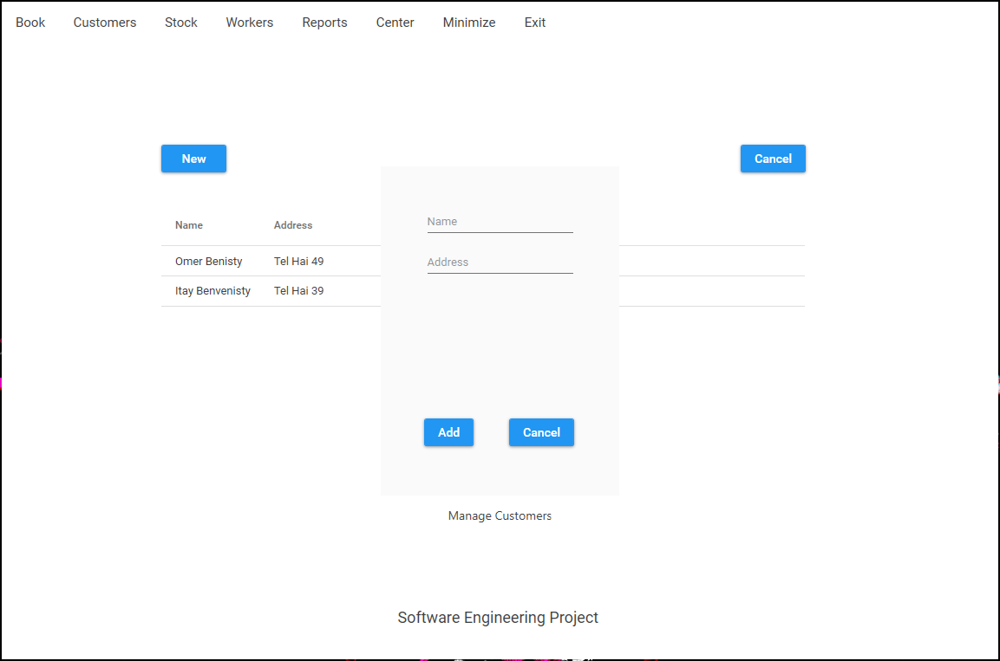 Book Customers Stock Workers Reports Center Minimize Exit
New Cancel
Name Address
Omer Benisty Tel Hai 49
Itay Benvenisty Tel Hai 39
Name
Address
Add Cancel
Manage Customers
Software Engineering Project